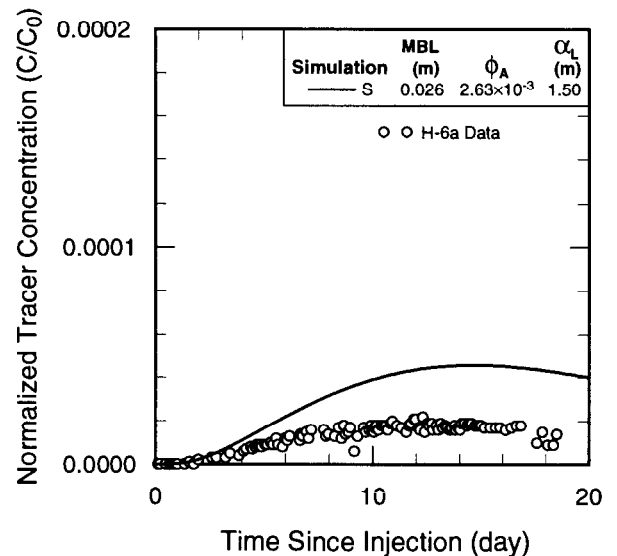 Normalized Tracer Concentration (C/C0)
0.0002
0.0001
0.0000
MBL ϕA αL
(m) (m)
Simulation
S 0.026 2.63×10-3 1.50
H-6a Data
0 10 20
Time Since Injection (day)